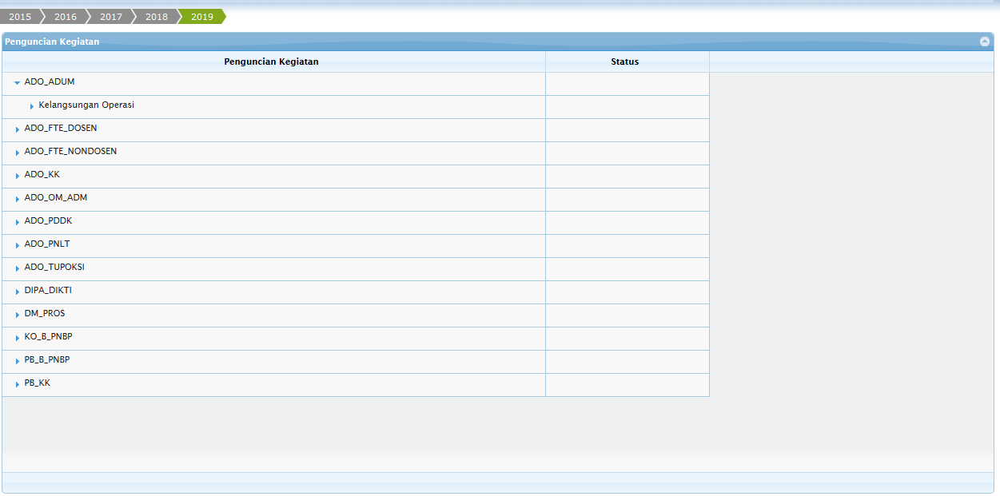 2015 2016 2017 2018 2019
Penguncian Kegiatan
Penguncian Kegiatan Status
ADO_ADUM
Kelangsungan Operasi
ADO_FTE_DOSEN
ADO_FTE_NONDOSEN
ADO_KK
ADO_OM_ADM
ADO_PDDK
ADO_PNLT
ADO_TUPOKSI
DIPA_DIKTI
DM_PROS
KO_B_PNBP
PB_B_PNBP
PB_KK